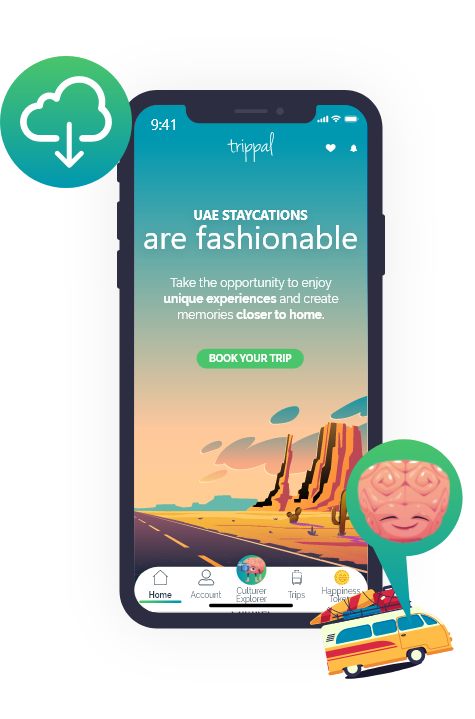 9:41
trippal
UAE STAYCATIONS
are fashionable
Take the opportunity to enjoy
unique experiences and create
memories closer to home.
BOOK YOUR TRIP
Home
Account
Culturer
Explorer
Trips
Happiness
Token